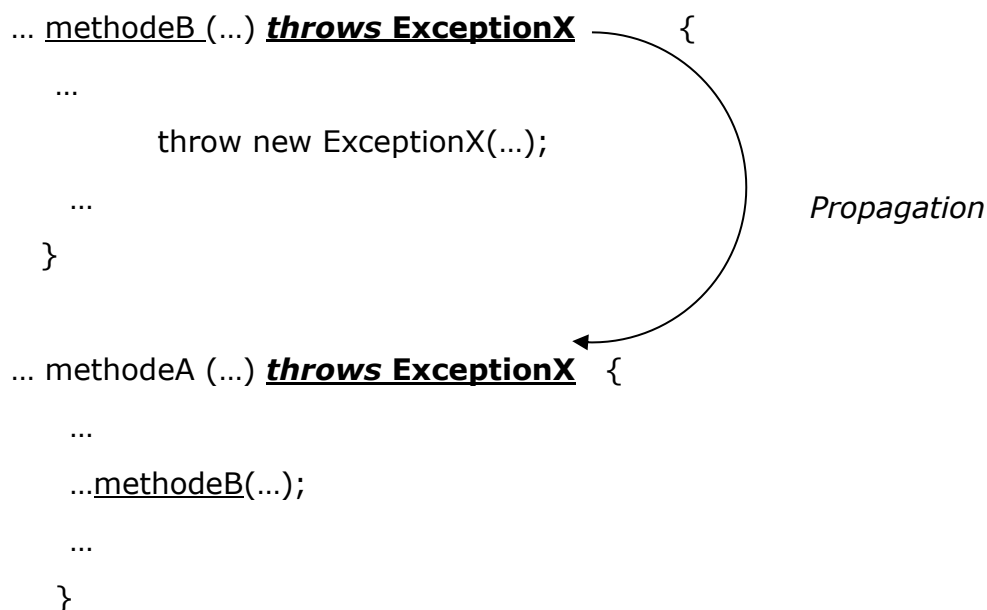 … methodeB (…) throws ExceptionX {
…
throw new ExceptionX(…);
…
Propagation
}
… methodeA (…) throws ExceptionX {
…
…methodeB(…);
…
}